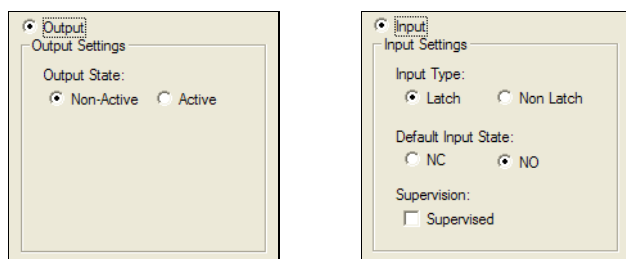 Output
Output Settings
Output State:
Non-Active Active
Input
Input Settings
Input Type:
Latch Non Latch
Default Input State:
NC NO
Supervision:
Supervised